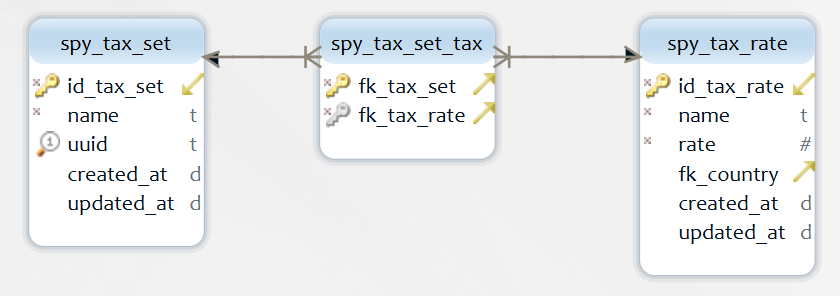 spy_tax_set
id_tax_set
name t
uuid t
created_at d
updated_at d
spy_tax_set_tax
fk_tax_set
fk_tax_rate
spy_tax_rate
id_tax_rate
name t
rate #
fk_country
created_at d
updated_at d